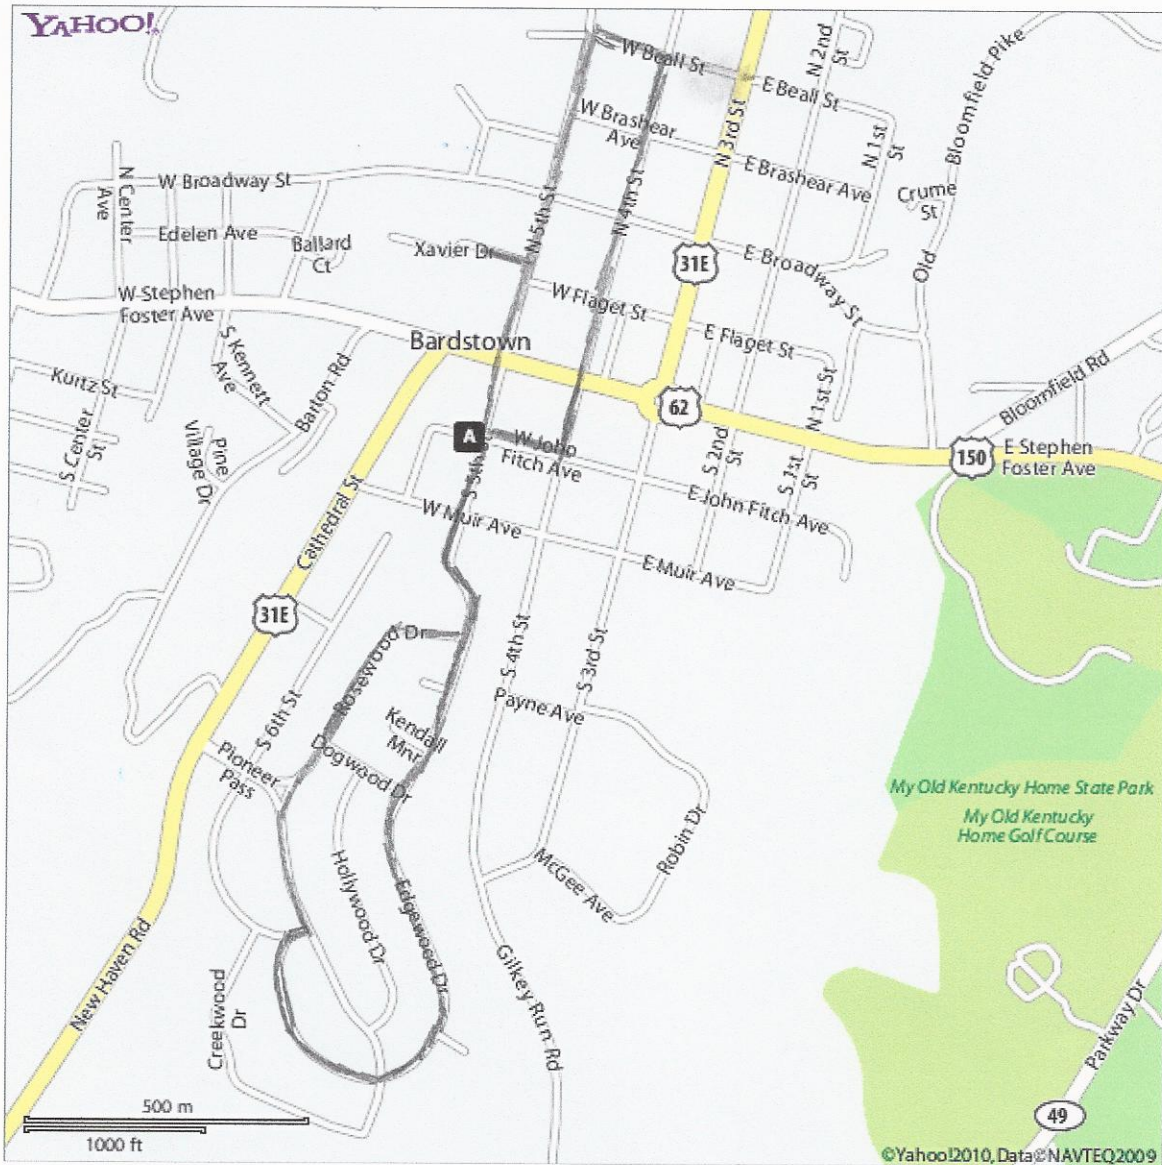 YAHOO!
W Beall St
E Beall St
N 2nd
St
Bloomfield Pike
W Brashear
Ave
N 3rd St
E Brashear Ave
N 1st
St
Crume
St
Old
N Center
Ave
W Broadway St
Edelen Ave
Ballard
Ct
Xavier Dr
N 5th St
N 4th St
31E
E Broadway St
W Stephen
Foster Ave
W Flaget St
E Flaget St
Bardstown
S Kennett
Ave
Barton Rd
Kurtz St
S Center
St
Pine
Village Dr
62
N 1st St
Bloomfield Rd
A
W John
Fitch Ave
S 5th
S 2nd
St
S 1st
St
150
E Stephen
Foster Ave
Cathedral St
W Muir Ave
E John Fitch Ave
E Muir Ave
31E
Rosewood Dr
S 4th St
S 3rd St
S 6th St
Payne Ave
Kendall
Mnr
Pioneer
Pass
Dogwood Dr
My Old Kentucky Home State Park
My Old Kentucky
Home Golf Course
Robin Dr
McGee Ave
Hollywood Dr
Edgewood Dr
New Haven Rd
Creekwood
Dr
Gilkey Run Rd
Parkway Dr
49
500 m
1000 ft
©Yahoo!2010, Data©NAVTEQ2009